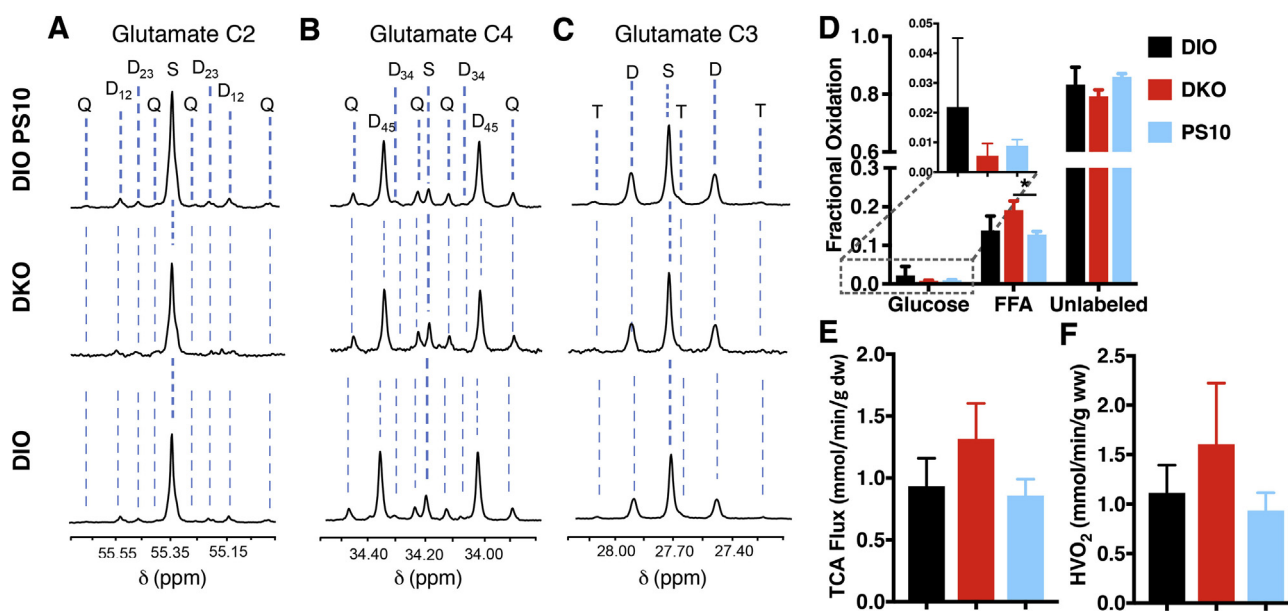 A
Glutamate C2
Q
D12
D23
S
Q
Q
D23
D12
Q
DIO PS10
DKO
DIO
55.55 55.35 55.15
δ (ppm)
B
Glutamate C4
Q
D45
D34
S
Q
Q
D34
D45
Q
34.40 34.20 34.00
δ (ppm)
C
Glutamate C3
T
D
S
T
D
T
28.00 27.70 27.40
δ (ppm)
D
Fractional Oxidation
1.0
0.8
0.6
0.3
0.2
0.1
0.0
0.05
0.04
0.03
0.02
0.01
0.00
*
Glucose FFA Unlabeled
DIO
DKO
PS10
E
TCA Flux (mmol/min/g dw)
2.0
1.5
1.0
0.5
0.0
F
HVO2 (mmol/min/g ww)
2.5
2.0
1.5
1.0
0.5
0.0